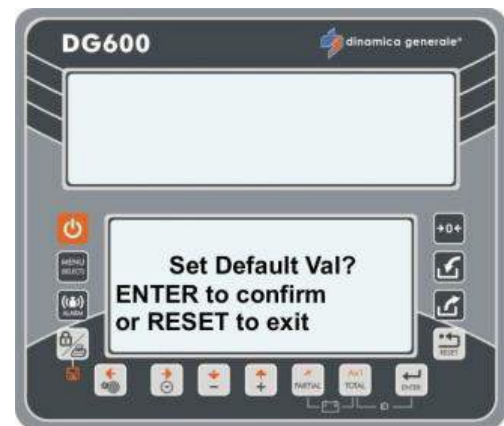 DG600
dinamica generale®
Set Default Val?
ENTER to confirm
or RESET to exit
→0←
MENU
ALARM
RESET
PARTIAL
TOTAL
ENTER